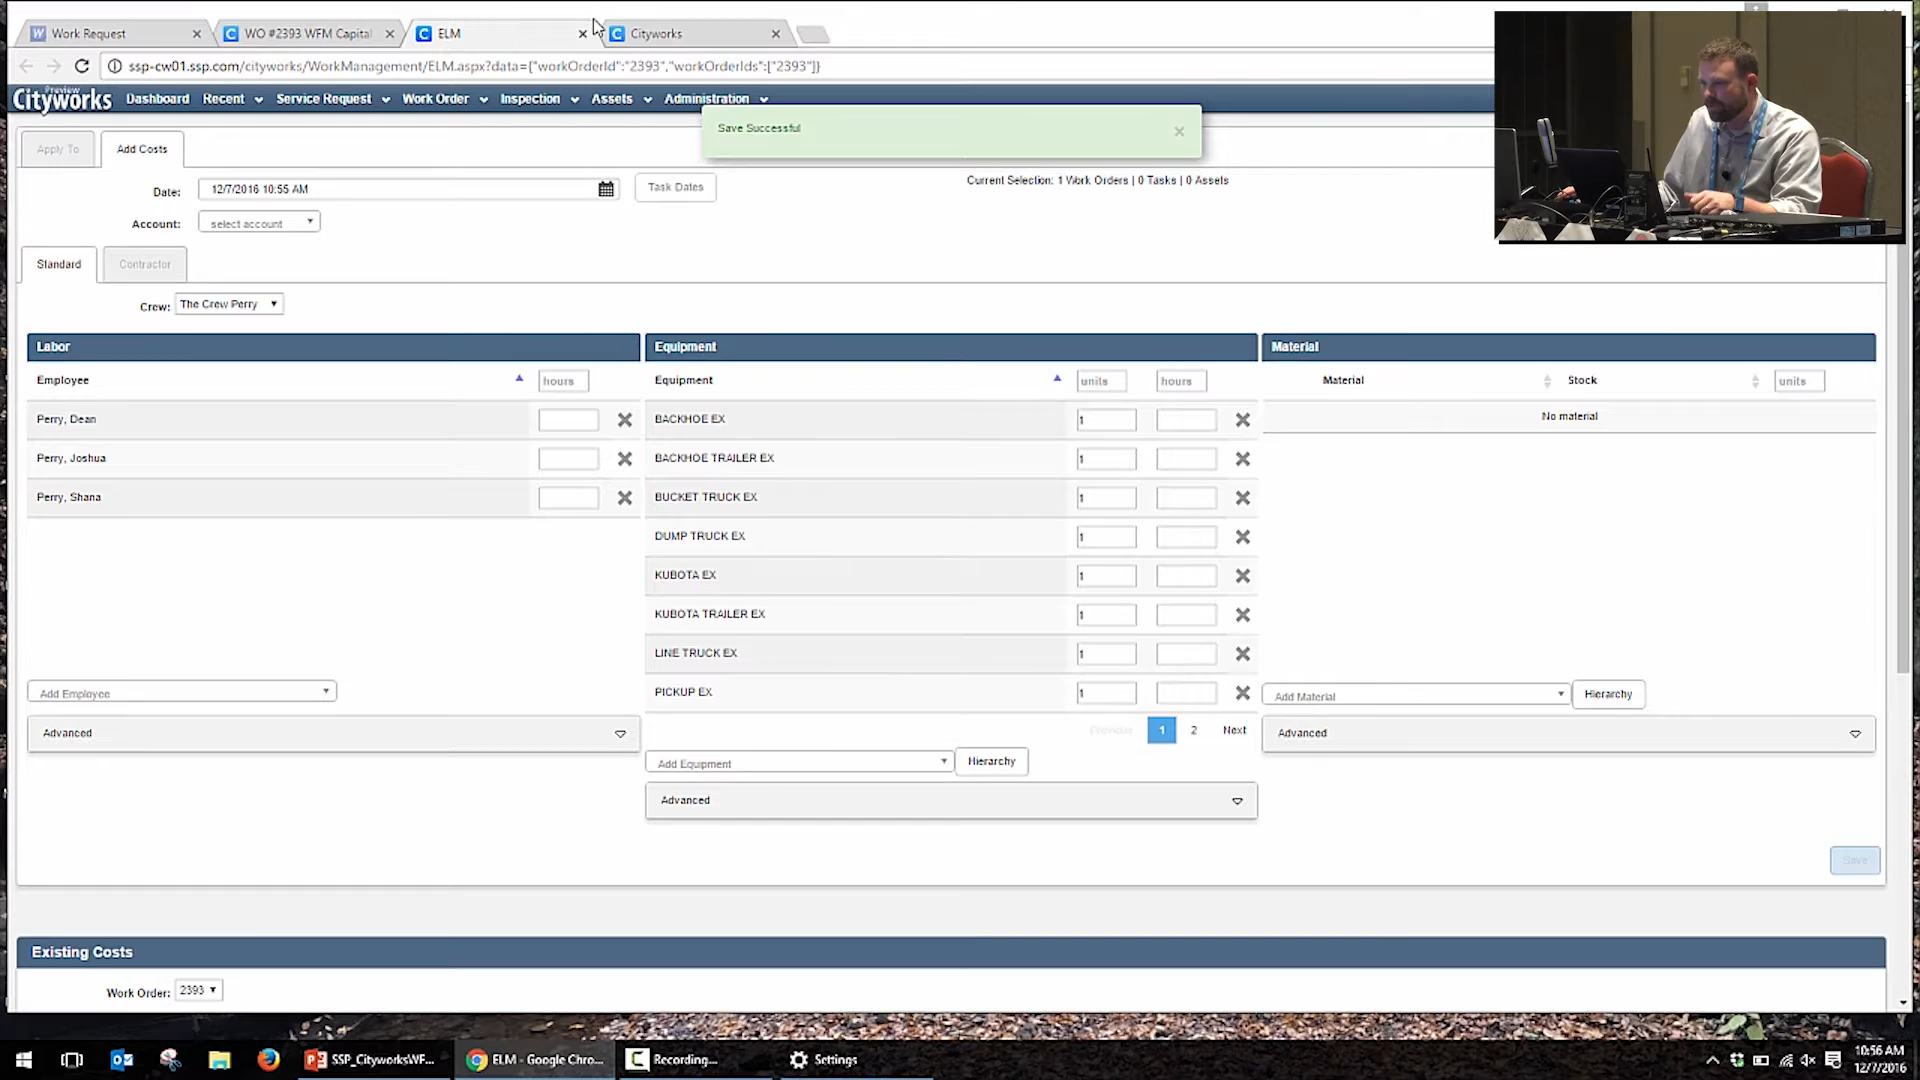 Work Request
WO #2393 WFM Capital
ELM
Cityworks
ssp-cw01.ssp.com/cityworks/WorkManagement/ELM.aspx?data={"workOrderId":"2393","workOrderIds":["2393"]}
Preview
Cityworks
Dashboard Recent Service Request Work Order Inspection Assets Administration
Save Successful
Apply To Add Costs
Date: 12/7/2016 10:55 AM Task Dates
Current Selection: 1 Work Orders | 0 Tasks | 0 Assets
Account: select account
Standard Contractor
Crew: The Crew Perry
Labor
Employee hours
Perry, Dean
Perry, Joshua
Perry, Shana
Add Employee
Advanced
Equipment
Equipment units hours
BACKHOE EX 1
BACKHOE TRAILER EX 1
BUCKET TRUCK EX 1
DUMP TRUCK EX 1
KUBOTA EX 1
KUBOTA TRAILER EX 1
LINE TRUCK EX 1
PICKUP EX 1
Previous 1 2 Next
Add Equipment Hierarchy
Advanced
Material
Material Stock units
No material
Add Material Hierarchy
Advanced
Save
Existing Costs
Work Order: 2393
SSP_CityworksWF...
ELM - Google Chro...
Recording...
Settings
10:56 AM
12/7/2016